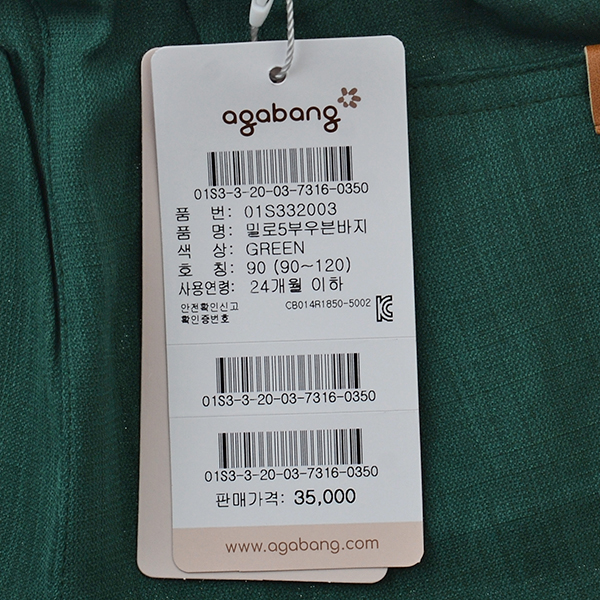 agabang
01S3-3-20-03-7316-0350
품 번: 01S332003
품 명: 밀로5부우븐바지
색 상: GREEN
호 칭: 90 (90~120)
사용연령: 24개월 이하
안전확인신고
확인증번호 CB014R1850-5002
01S3-3-20-03-7316-0350
01S3-3-20-03-7316-0350
판매가격: 35,000
www.agabang.com